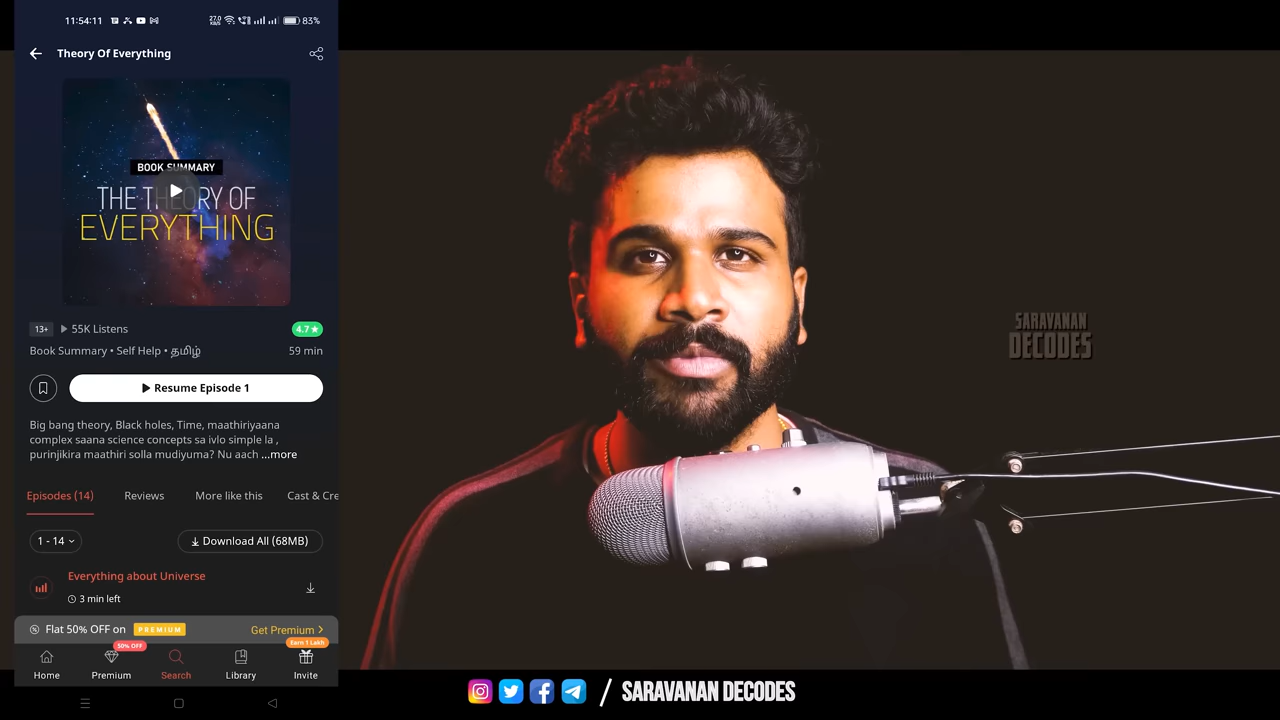 11:54:11
27.0 KB/S
83%
Theory Of Everything
BOOK SUMMARY
THE THEORY OF
EVERYTHING
13+
55K Listens
4.7
Book Summary • Self Help • தமிழ்
59 min
Resume Episode 1
Big bang theory, Black holes, Time, maathiriyaana
complex saana science concepts sa ivlo simple la ,
purinjikira maathiri solla mudiyuma? Nu aach ...more
Episodes (14)
Reviews
More like this
Cast & Cre
1 - 14
Download All (68MB)
Everything about Universe
3 min left
Flat 50% OFF on PREMIUM
Get Premium >
50% OFF
Earn 1 Lakh
Home
Premium
Search
Library
Invite
SARAVANAN
DECODES
/ SARAVANAN DECODES